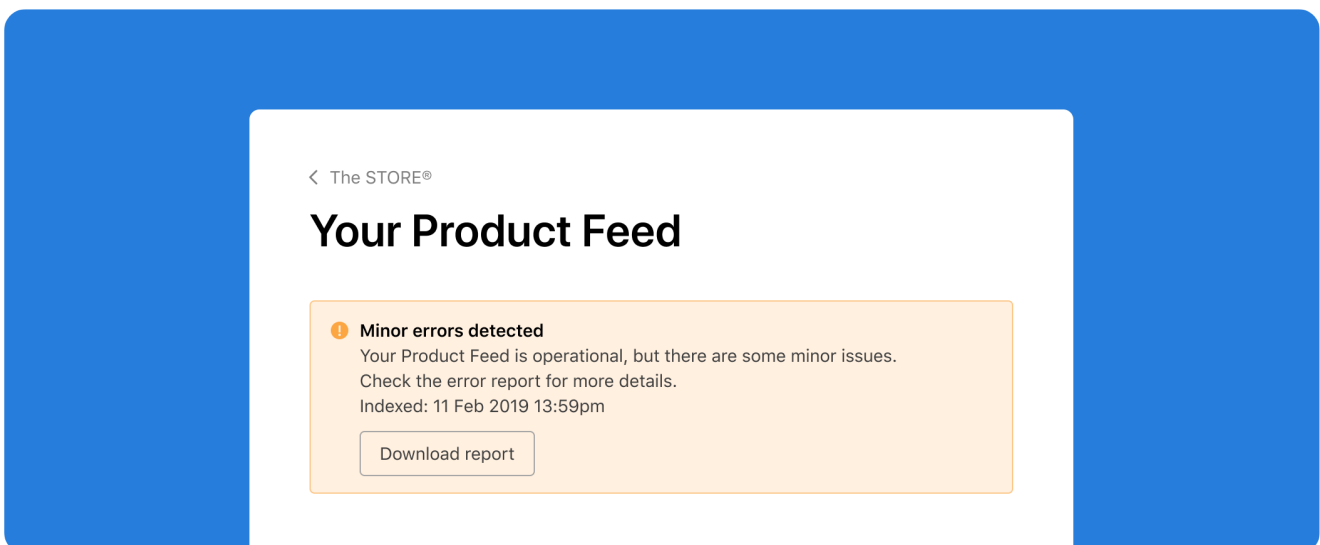 The STORE®
Your Product Feed
Minor errors detected
Your Product Feed is operational, but there are some minor issues.
Check the error report for more details.
Indexed: 11 Feb 2019 13:59pm
Download report